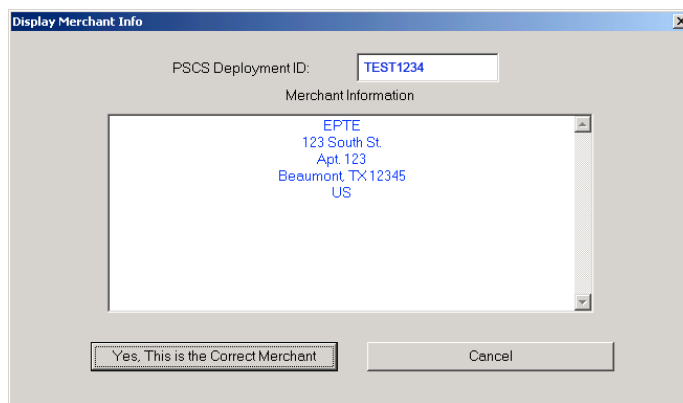 Display Merchant Info
PSCS Deployment ID: TEST1234
Merchant Information
EPTE
123 South St.
Apt. 123
Beaumont, TX 12345
US
Yes, This is the Correct Merchant Cancel